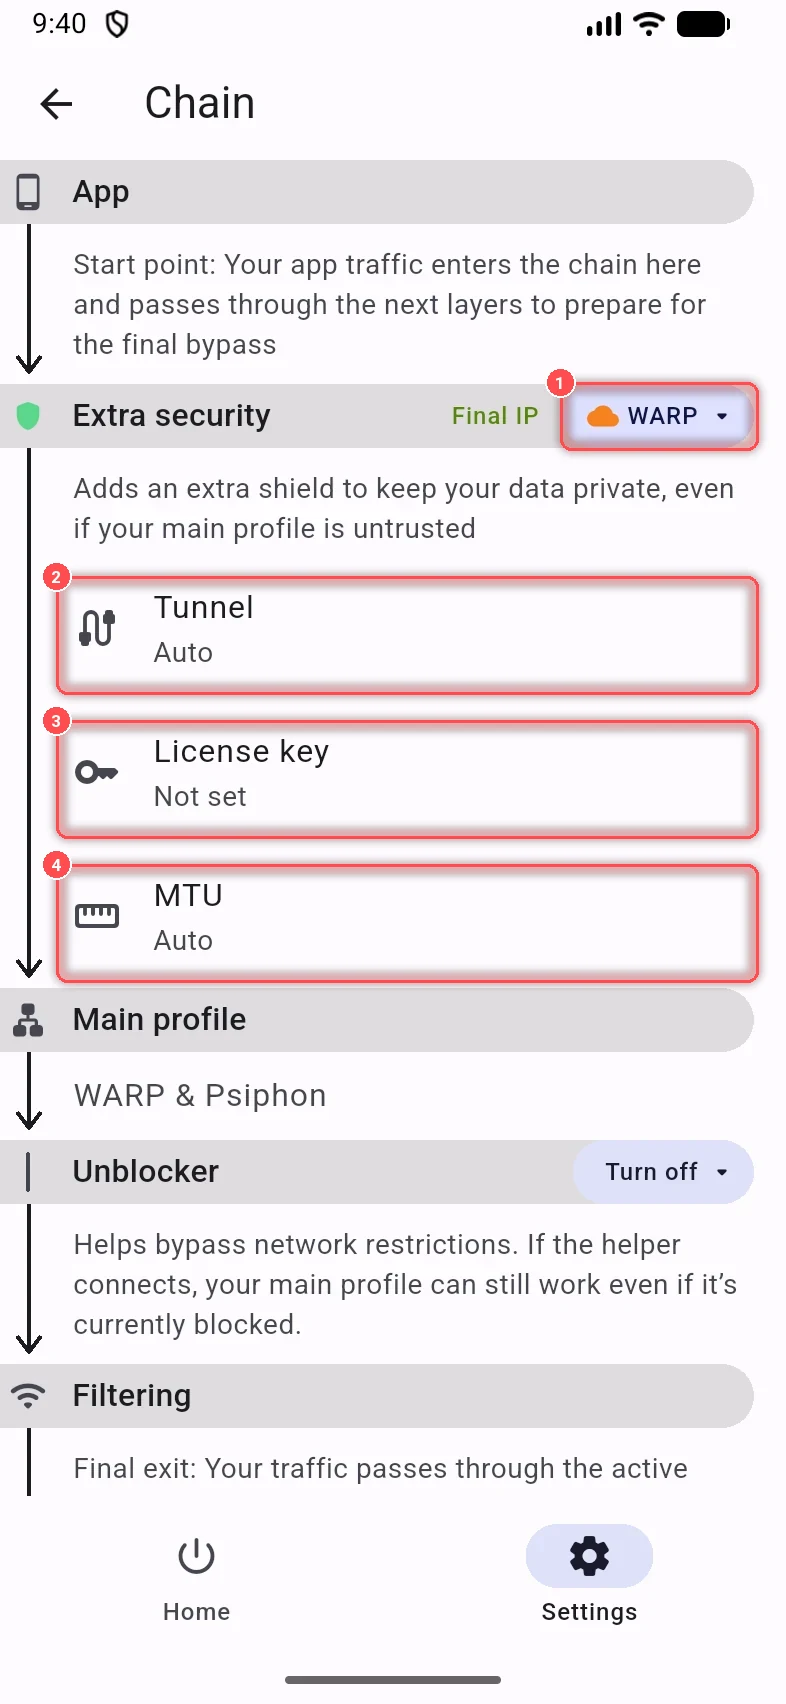 9:40
Chain
App
Start point: Your app traffic enters the chain here
and passes through the next layers to prepare for
the final bypass
1
Extra security Final IP WARP
Adds an extra shield to keep your data private, even
if your main profile is untrusted
2
Tunnel
Auto
3
License key
Not set
4
MTU
Auto
Main profile
WARP & Psiphon
Unblocker Turn off
Helps bypass network restrictions. If the helper
connects, your main profile can still work even if it’s
currently blocked.
Filtering
Final exit: Your traffic passes through the active
Home Settings